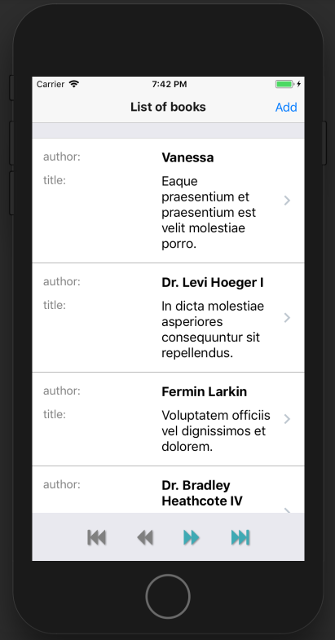 Carrier 7:42 PM
List of books Add
author: Vanessa
title: Eaque
praesentium et
praesentium est
velit molestiae
porro.
author: Dr. Levi Hoeger I
title: In dicta molestiae
asperiores
consequuntur sit
repellendus.
author: Fermin Larkin
title: Voluptatem officiis
vel dignissimos et
dolorem.
author: Dr. Bradley
Heathcote IV